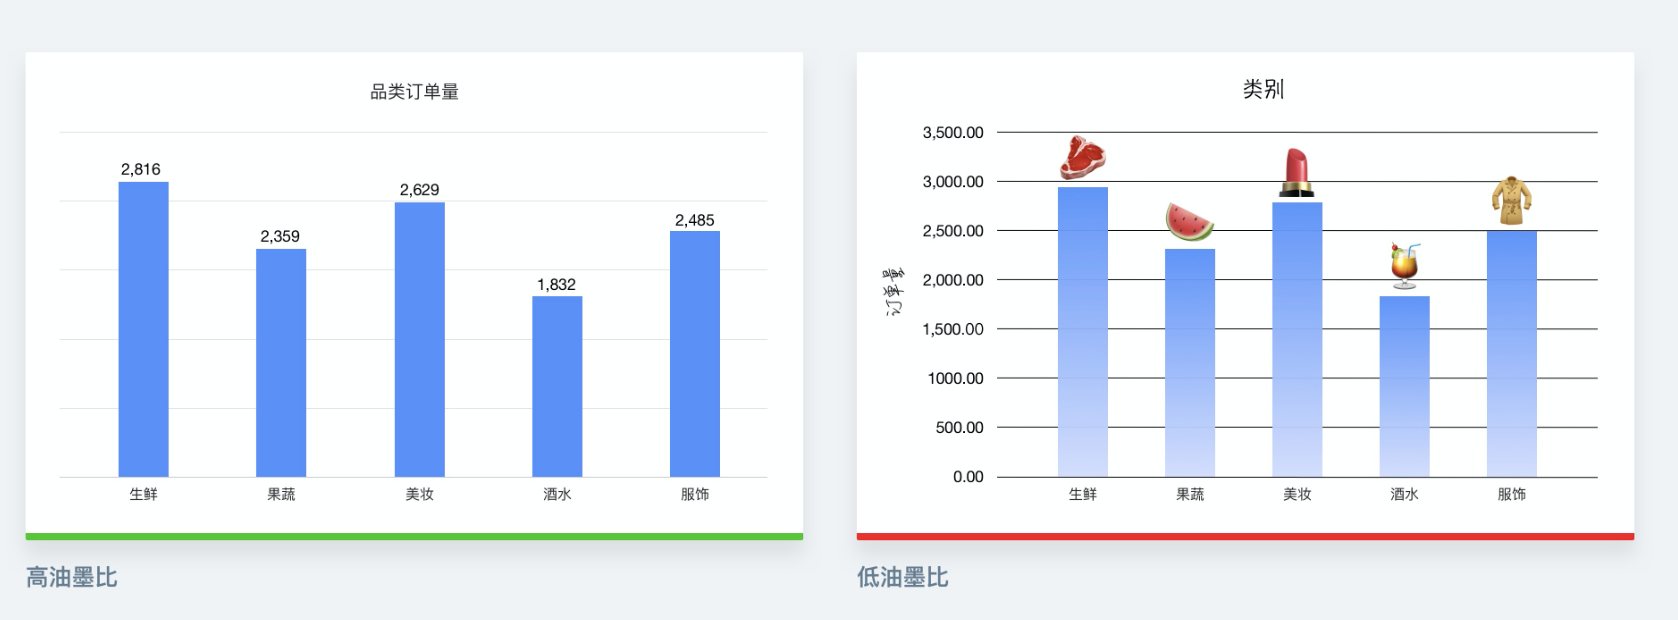 品类订单量
2,816
2,359
2,629
1,832
2,485
生鲜 果蔬 美妆 酒水 服饰
高油墨比
类别
订单量
3,500.00
3,000.00
2,500.00
2,000.00
1,500.00
1000.00
500.00
0.00
生鲜 果蔬 美妆 酒水 服饰
低油墨比